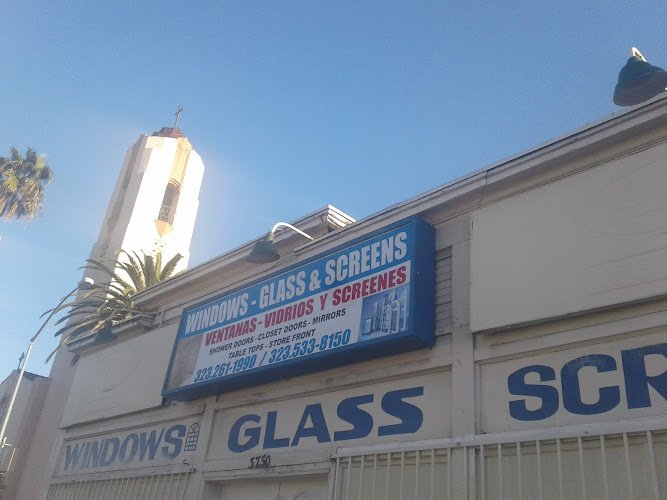 WINDOWS - GLASS & SCREENS
VENTANAS - VIDRIOS Y SCREENES
SHOWER DOORS - CLOSET DOORS - MIRRORS
TABLE TOPS - STORE FRONT
323.261-1990 / 323.533-8150
WINDOWS GLASS SCR
3750